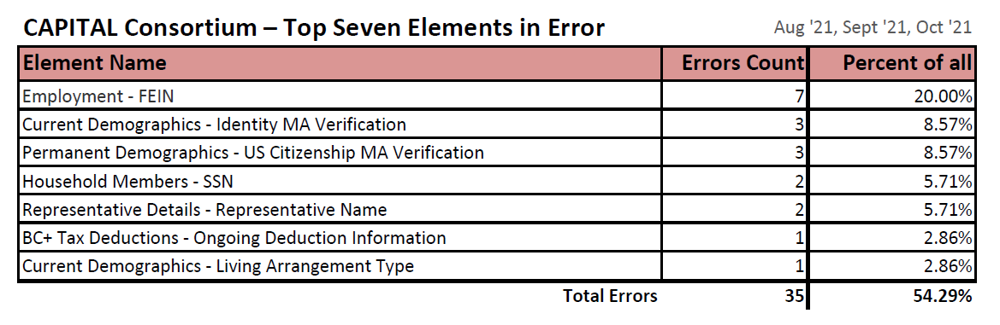 CAPITAL Consortium – Top Seven Elements in Error Aug '21, Sept '21, Oct '21
Element Name Errors Count Percent of all
Employment - FEIN 7 20.00%
Current Demographics - Identity MA Verification 3 8.57%
Permanent Demographics - US Citizenship MA Verification 3 8.57%
Household Members - SSN 2 5.71%
Representative Details - Representative Name 2 5.71%
BC+ Tax Deductions - Ongoing Deduction Information 1 2.86%
Current Demographics - Living Arrangement Type 1 2.86%
Total Errors 35 54.29%